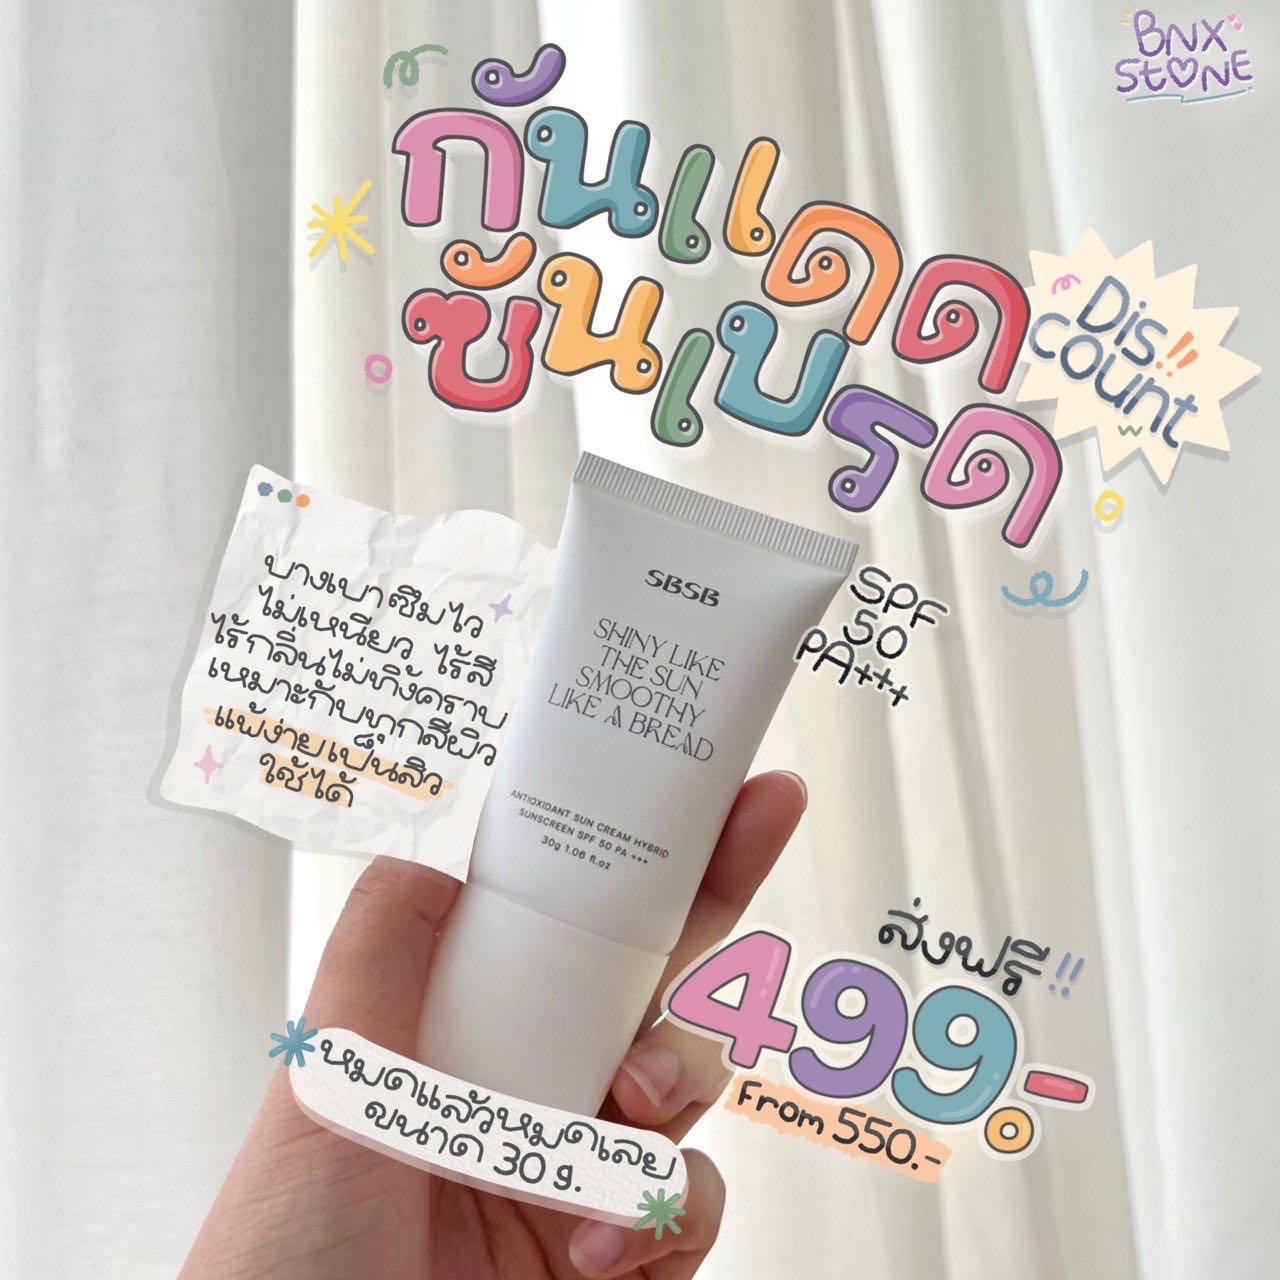 BNX
STONE
กันแดด
ซันเบรด
Dis!!
count
บางเบา ซึมไว
ไม่เหนียว ไร้สี
ไร้กลิ่นไม่ทิ้งคราบ
เหมาะกับทุกสีผิว
แพ้ง่ายเป็นสิว
ใช้ได้
SBSB
SHINY LIKE
THE SUN
SMOOTHY
LIKE A BREAD
ANTIOXIDANT SUN CREAM HYBRID
SUNSCREEN SPF 50 PA +++
30g 1.06 fl.oz
SPF
50
PA+++
ส่งฟรี!!
499.-
From 550.-
หมดแล้วหมดเลย
ขนาด 30 g.